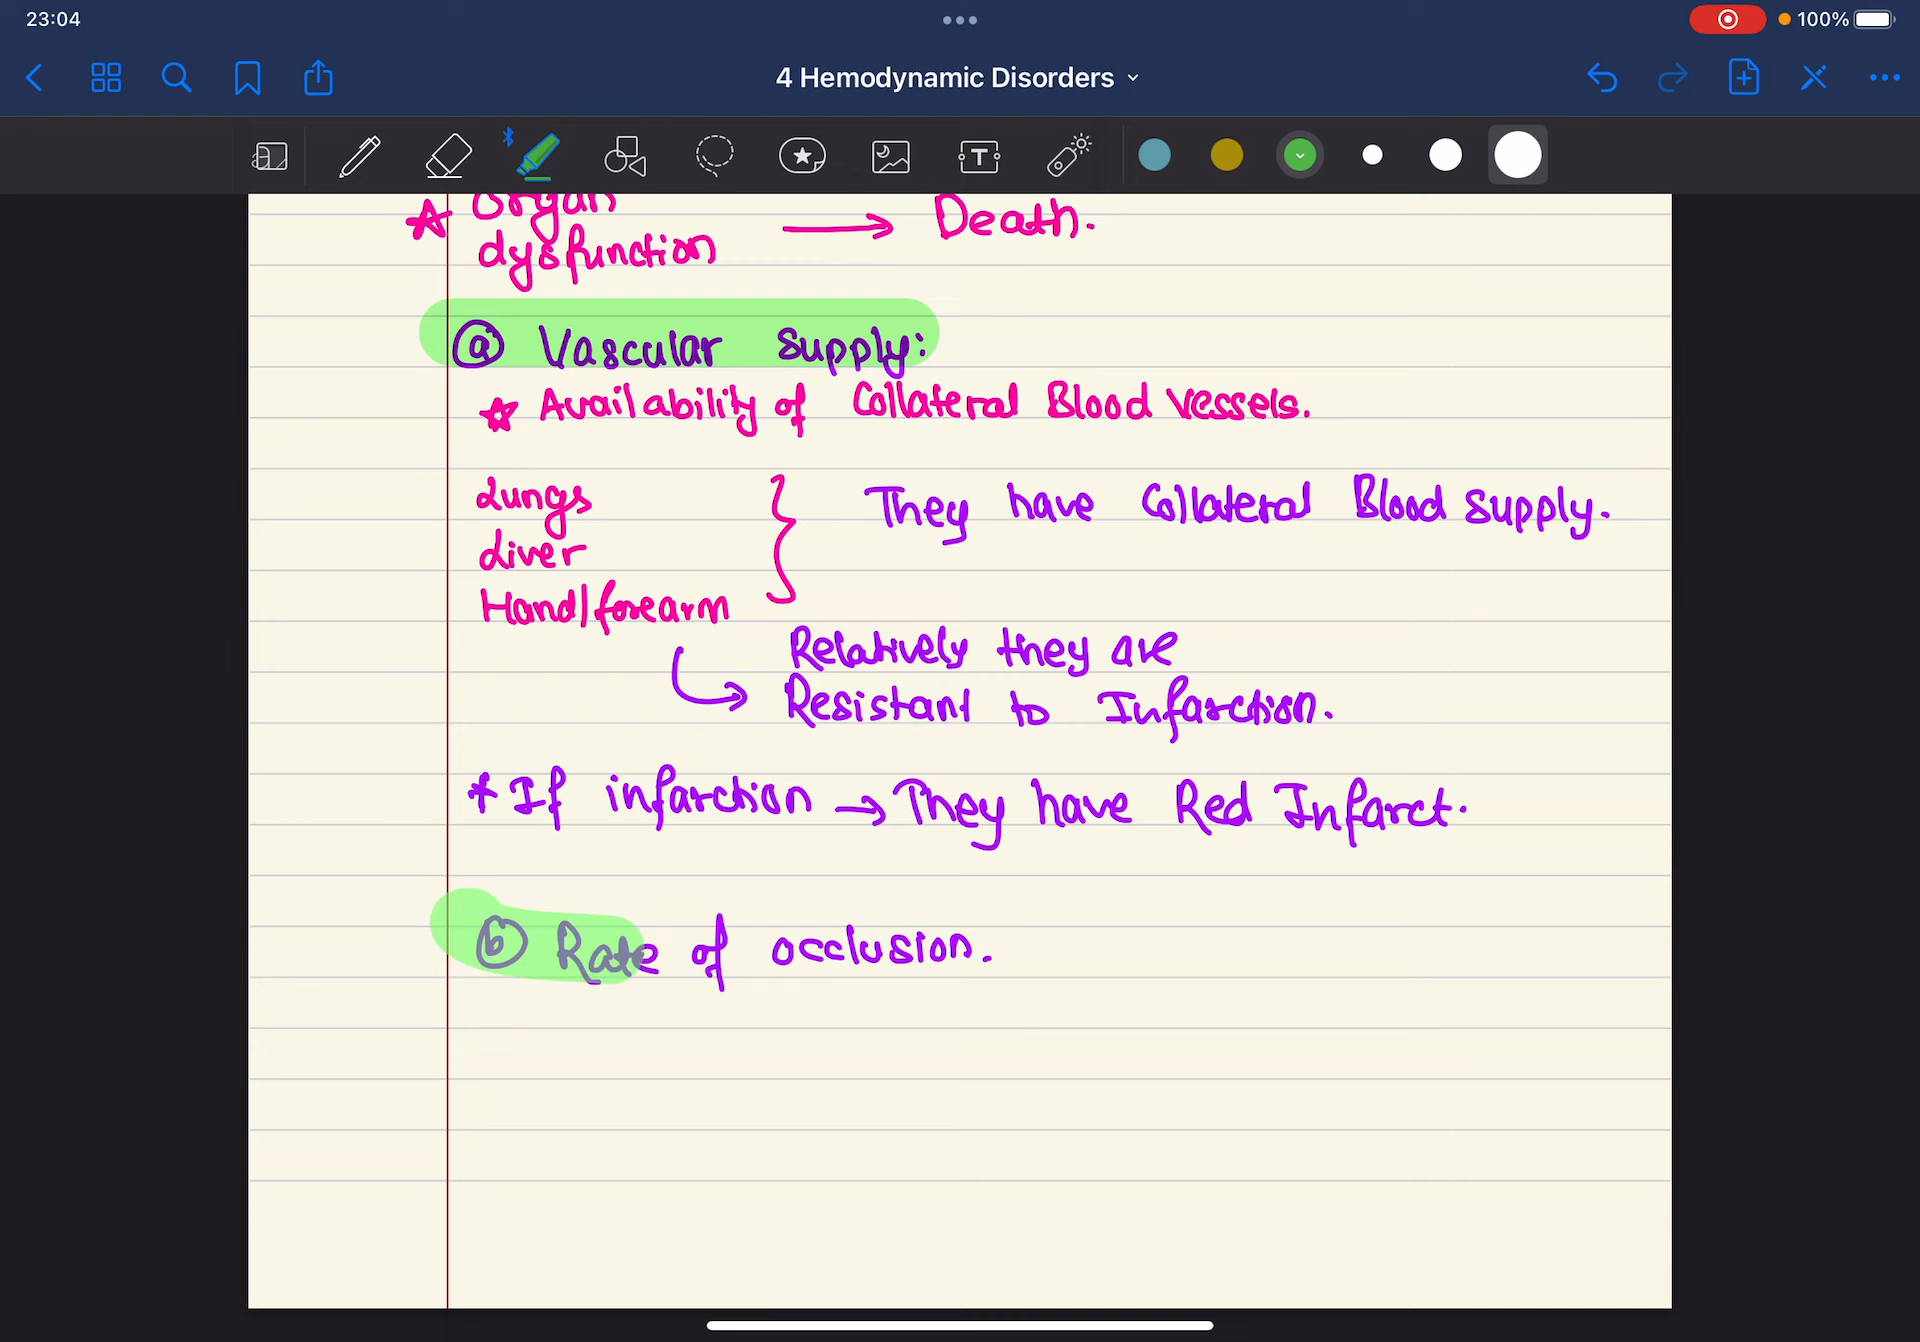 23:04
100%
4 Hemodynamic Disorders
☆ Organ
dysfunction → Death.
ⓐ Vascular Supply:
☆ Availability of Collateral Blood Vessels.
Lungs
Liver
Hand/forearm
} They have Collateral Blood Supply.
↳ Relatively they are
Resistant to Infarction.
* If infarction → They have Red Infarct.
ⓑ Rate of occlusion.